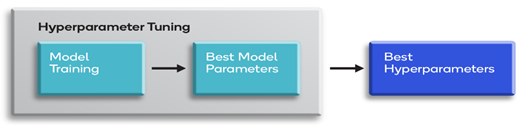 Hyperparameter Tuning
Model
Training
Best Model
Parameters
Best
Hyperparameters